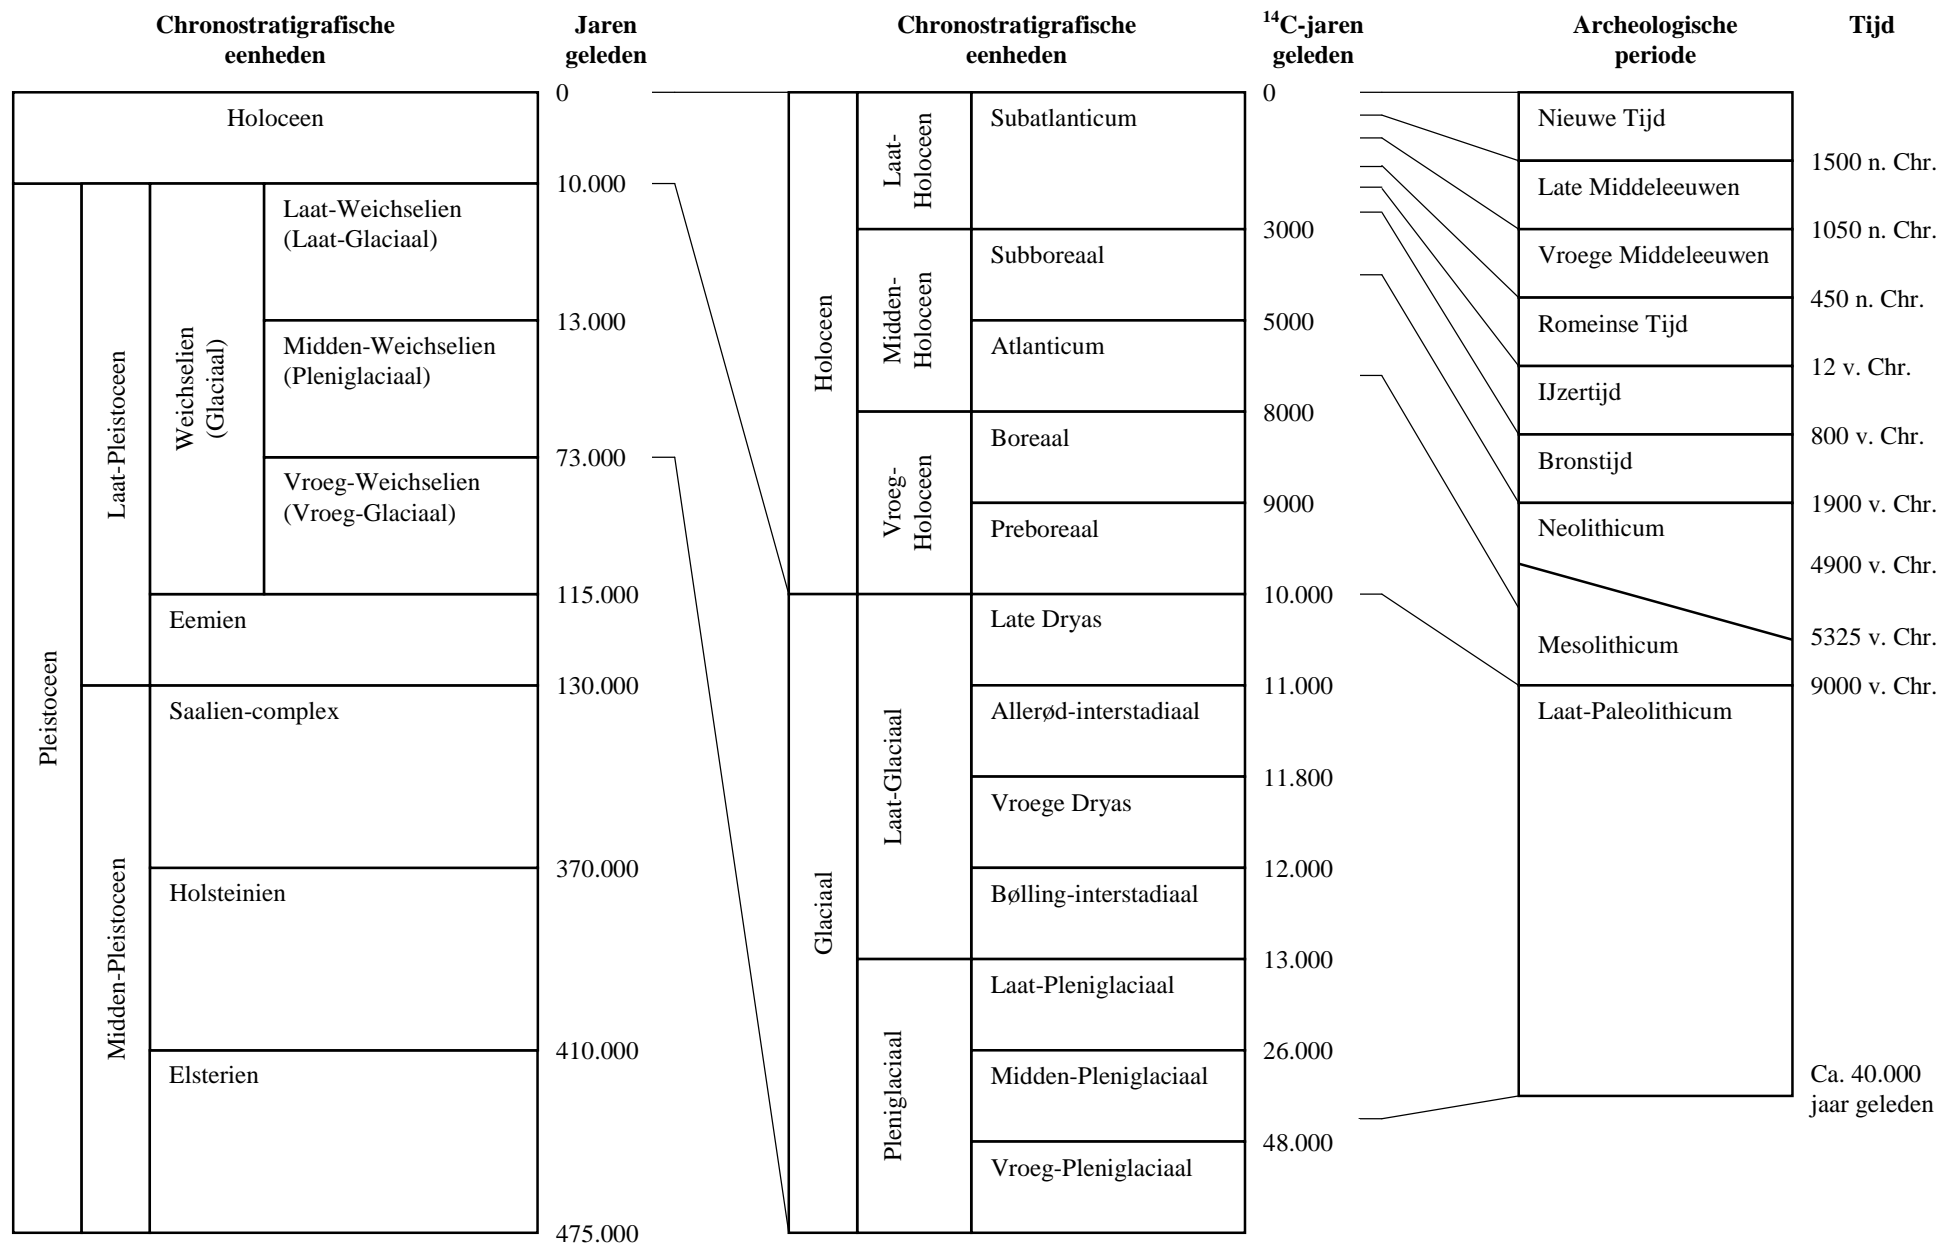 Chronostratigrafische
eenheden
Jaren
geleden
Chronostratigrafische
eenheden
14C-jaren
geleden
Archeologische
periode
Tijd
Holoceen
Pleistoceen
Laat-Pleistoceen
Weichselien
(Glaciaal)
Laat-Weichselien
(Laat-Glaciaal)
Midden-Weichselien
(Pleniglaciaal)
Vroeg-Weichselien
(Vroeg-Glaciaal)
Eemien
Midden-Pleistoceen
Saalien-complex
Holsteinien
Elsterien
0
10.000
13.000
73.000
115.000
130.000
370.000
410.000
475.000
Holoceen
Laat-
Holoceen
Subatlanticum
Midden-
Holoceen
Subboreaal
Atlanticum
Vroeg-
Holoceen
Boreaal
Preboreaal
Glaciaal
Laat-Glaciaal
Late Dryas
Allerød-interstadiaal
Vroege Dryas
Bølling-interstadiaal
Pleniglaciaal
Laat-Pleniglaciaal
Midden-Pleniglaciaal
Vroeg-Pleniglaciaal
0
3000
5000
8000
9000
10.000
11.000
11.800
12.000
13.000
26.000
48.000
Nieuwe Tijd
Late Middeleeuwen
Vroege Middeleeuwen
Romeinse Tijd
IJzertijd
Bronstijd
Neolithicum
Mesolithicum
Laat-Paleolithicum
1500 n. Chr.
1050 n. Chr.
450 n. Chr.
12 v. Chr.
800 v. Chr.
1900 v. Chr.
4900 v. Chr.
5325 v. Chr.
9000 v. Chr.
Ca. 40.000
jaar geleden